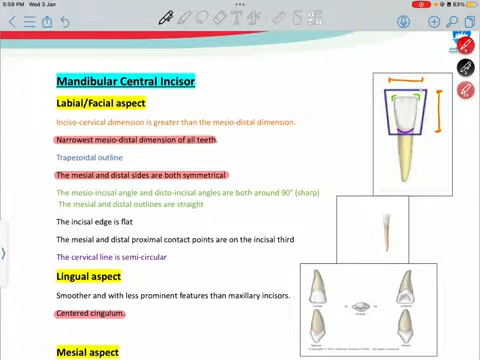 5:59 PM Wed 3 Jan
63%
Mandibular Central Incisor
Labial/Facial aspect
Inciso-cervical dimension is greater than the mesio-distal dimension.
Narrowest mesio-distal dimension of all teeth.
Trapezoidal outline
The mesial and distal sides are both symmetrical
The mesio-incisal angle and disto-incisal angles are both around 90° (sharp)
The mesial and distal outlines are straight
The incisal edge is flat
The mesial and distal proximal contact points are on the incisal third
The cervical line is semi-circular
Lingual aspect
Smoother and with less prominent features than maxillary incisors.
Centered cingulum.
Mesial aspect